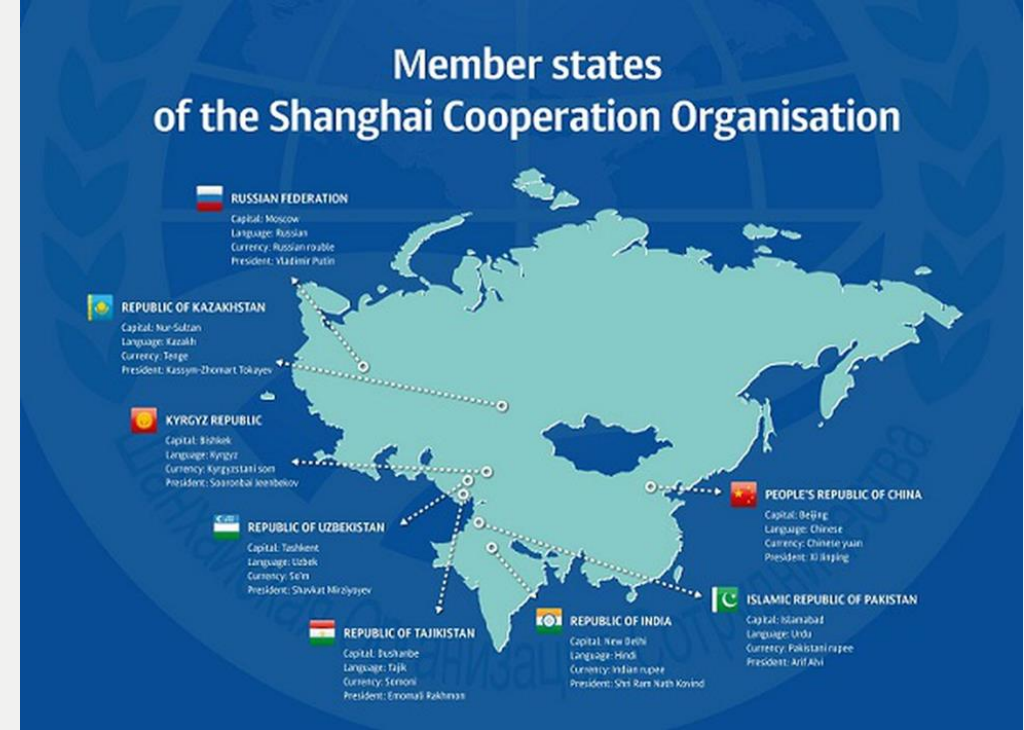 Member states
of the Shanghai Cooperation Organisation
RUSSIAN FEDERATION
Capital: Moscow
Language: Russian
Currency: Russian rouble
President: Vladimir Putin
REPUBLIC OF KAZAKHSTAN
Capital: Nur-Sultan
Language: Kazakh
Currency: Tenge
President: Kassym-Zhomart Tokayev
KYRGYZ REPUBLIC
Capital: Bishkek
Language: Kyrgyz
Currency: Kyrgyzstani som
President: Sooronbai Jeenbekov
REPUBLIC OF UZBEKISTAN
Capital: Tashkent
Language: Uzbek
Currency: So'm
President: Shavkat Mirziyoyev
REPUBLIC OF TAJIKISTAN
Capital: Dushanbe
Language: Tajik
Currency: Somoni
President: Emomali Rakhmon
REPUBLIC OF INDIA
Capital: New Delhi
Language: Hindi
Currency: Indian rupee
President: Shri Ram Nath Kovind
PEOPLE'S REPUBLIC OF CHINA
Capital: Beijing
Language: Chinese
Currency: Chinese yuan
President: Xi Jinping
ISLAMIC REPUBLIC OF PAKISTAN
Capital: Islamabad
Language: Urdu
Currency: Pakistani rupee
President: Arif Alvi